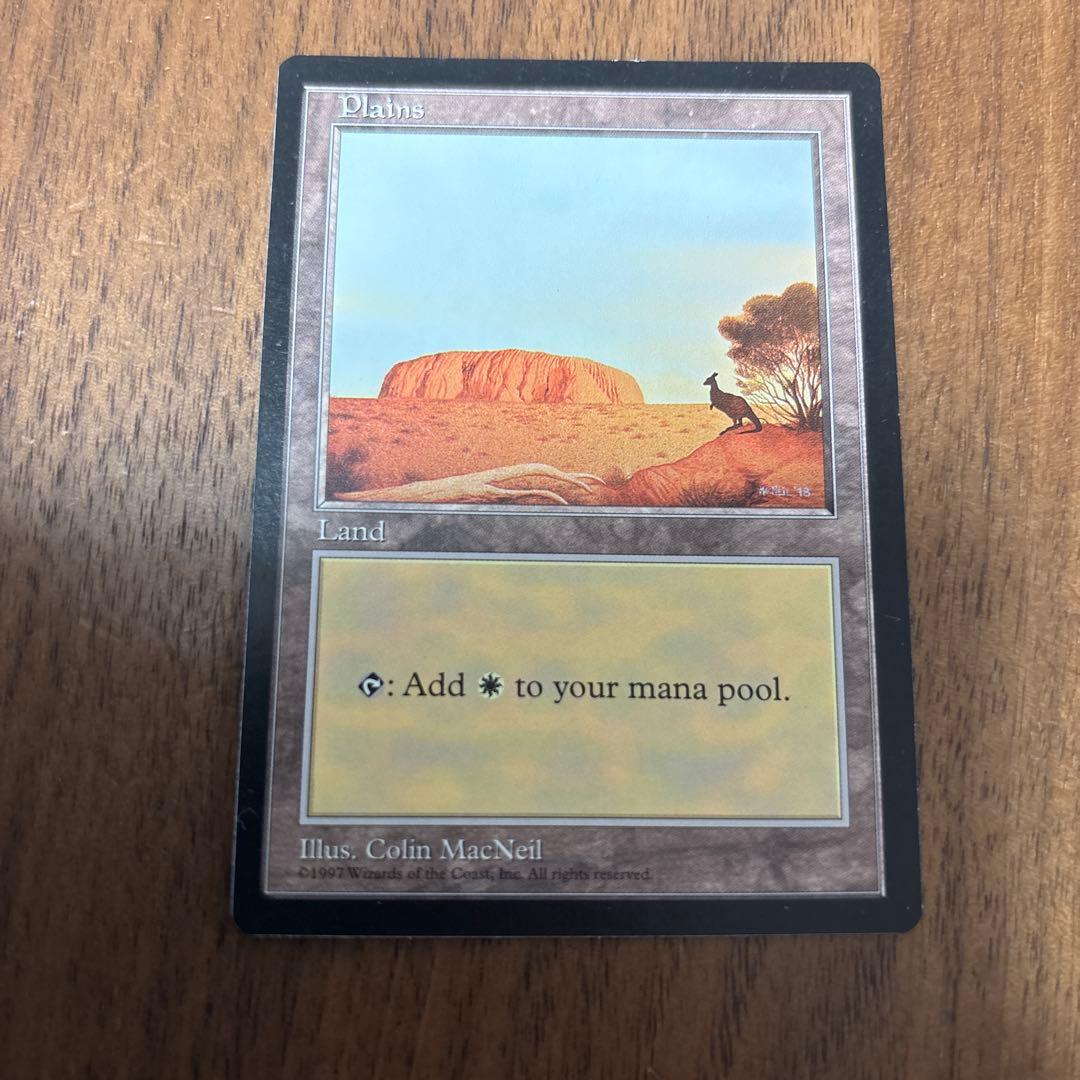 Plains
Land
: Add to your mana pool.
Illus. Colin MacNeil
©1997 Wizards of the Coast, Inc. All rights reserved.